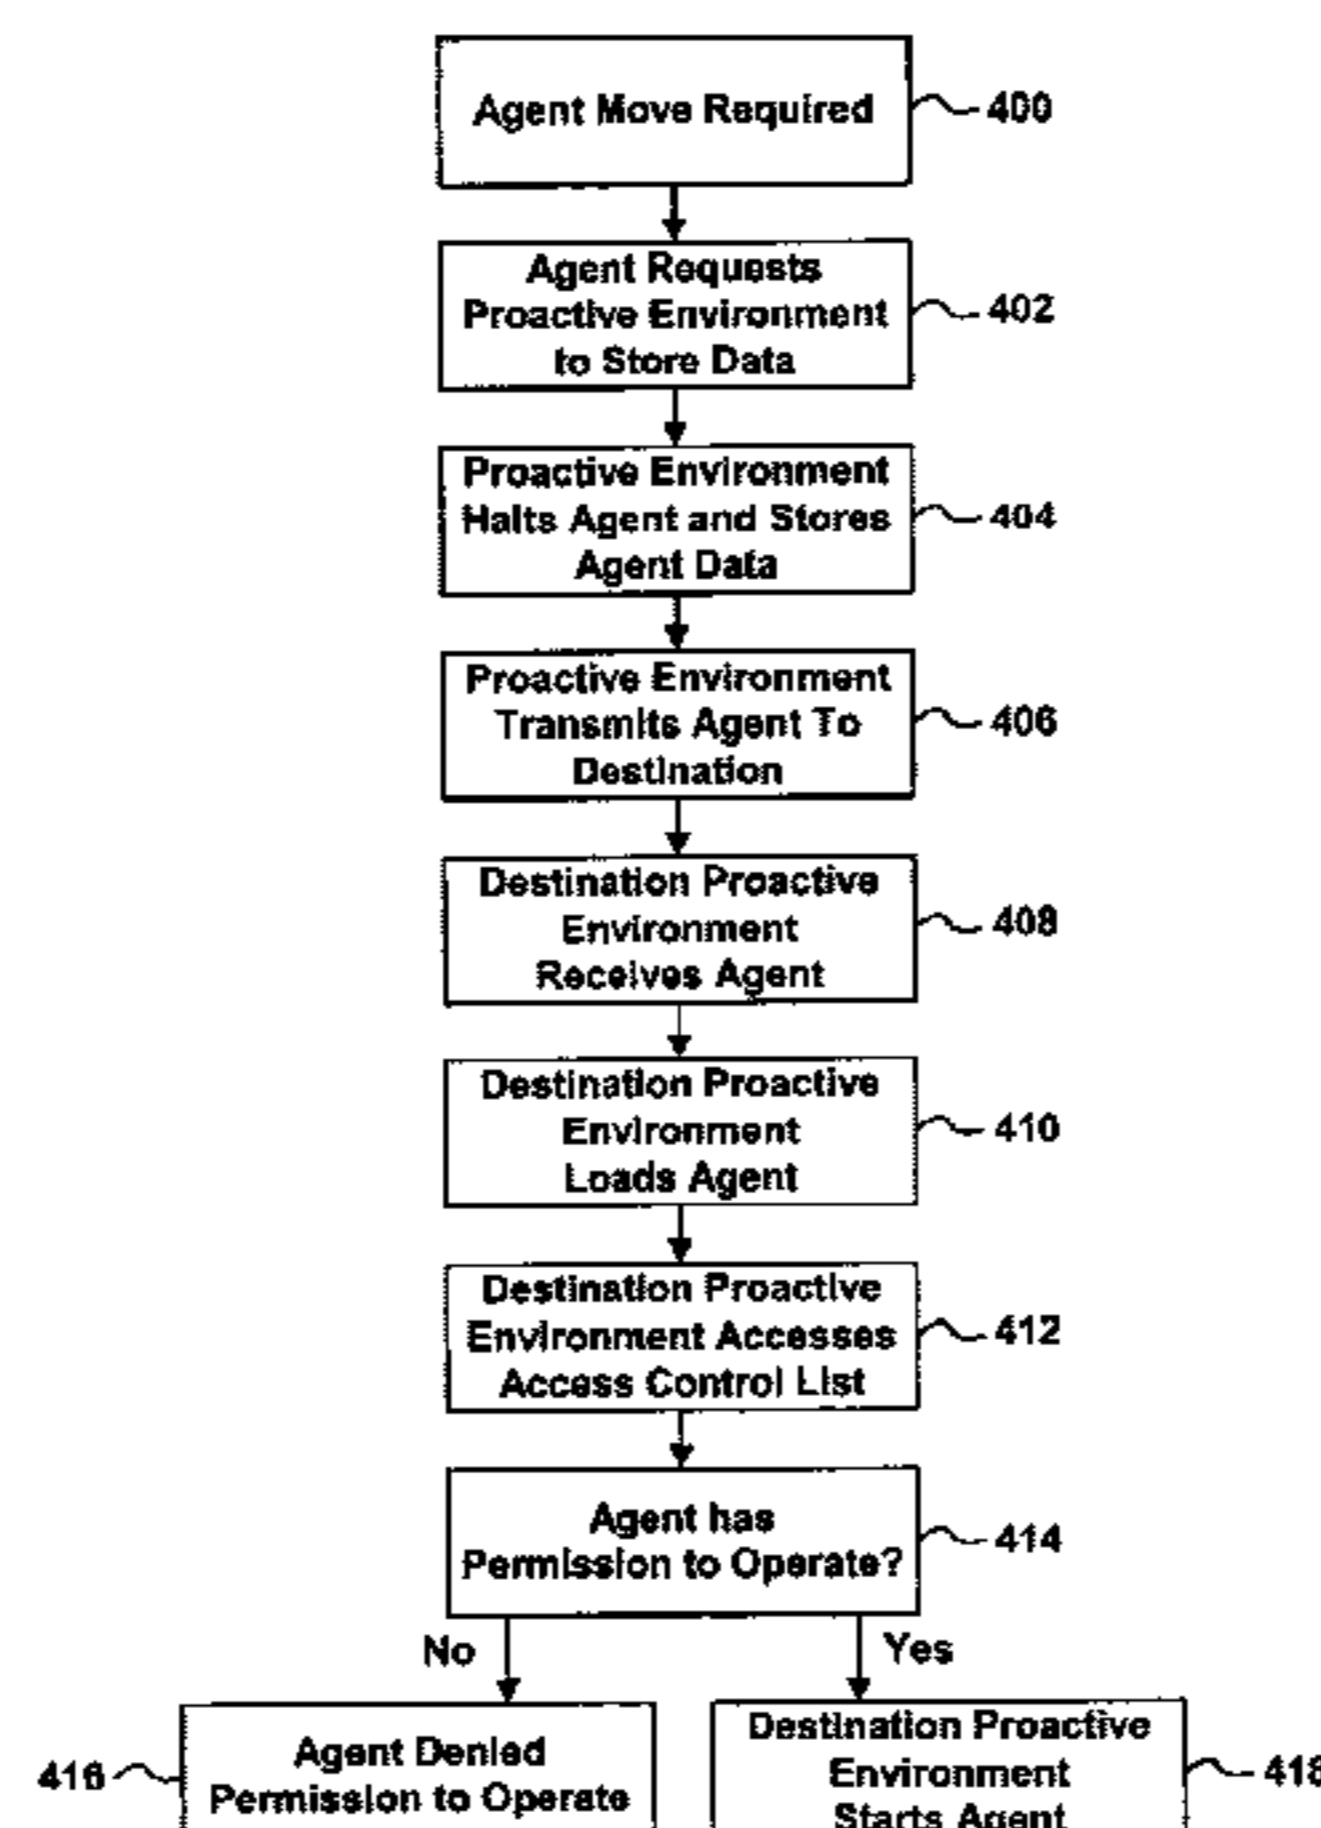 Agent Move Required
400
Agent Requests
Proactive Environment
to Store Data
402
Proactive Environment
Halts Agent and Stores
Agent Data
404
Proactive Environment
Transmits Agent To
Destination
406
Destination Proactive
Environment
Receives Agent
408
Destination Proactive
Environment
Loads Agent
410
Destination Proactive
Environment Accesses
Access Control List
412
Agent has
Permission to Operate?
414
No
Yes
416
Agent Denied
Permission to Operate
Destination Proactive
Environment
Starts Agent
418